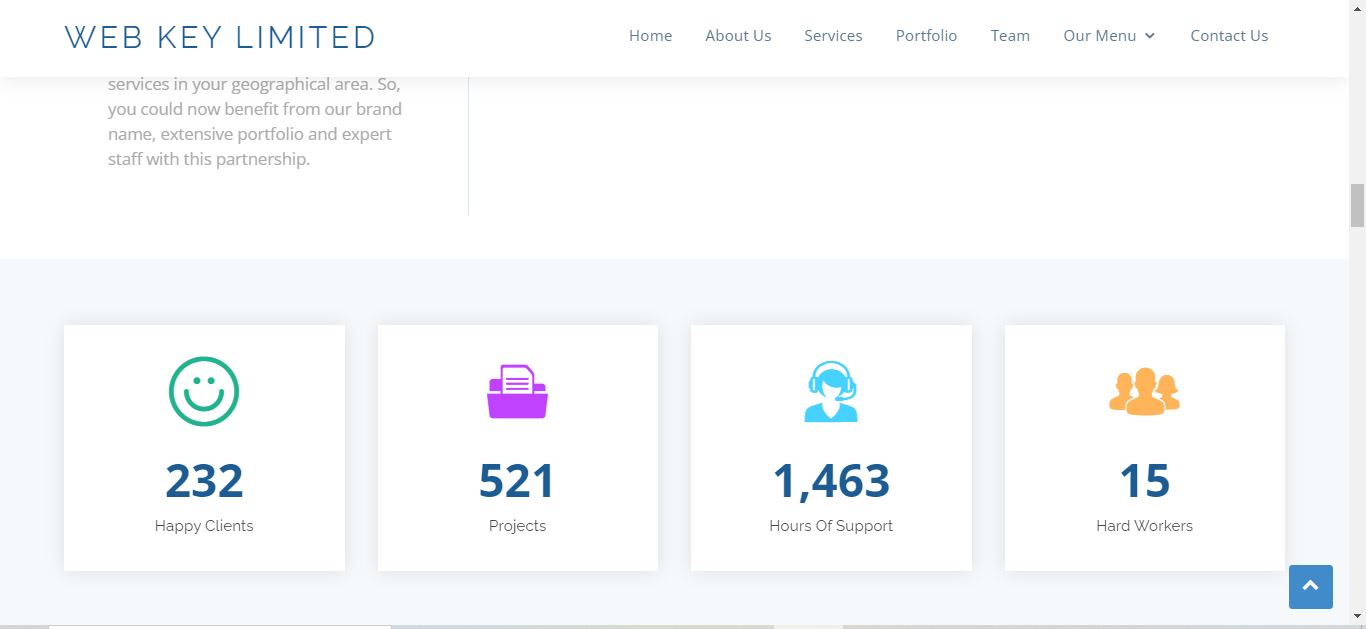 WEB KEY LIMITED
Home About Us Services Portfolio Team Our Menu Contact Us
services in your geographical area. So,
you could now benefit from our brand
name, extensive portfolio and expert
staff with this partnership.
232
Happy Clients
521
Projects
1,463
Hours Of Support
15
Hard Workers